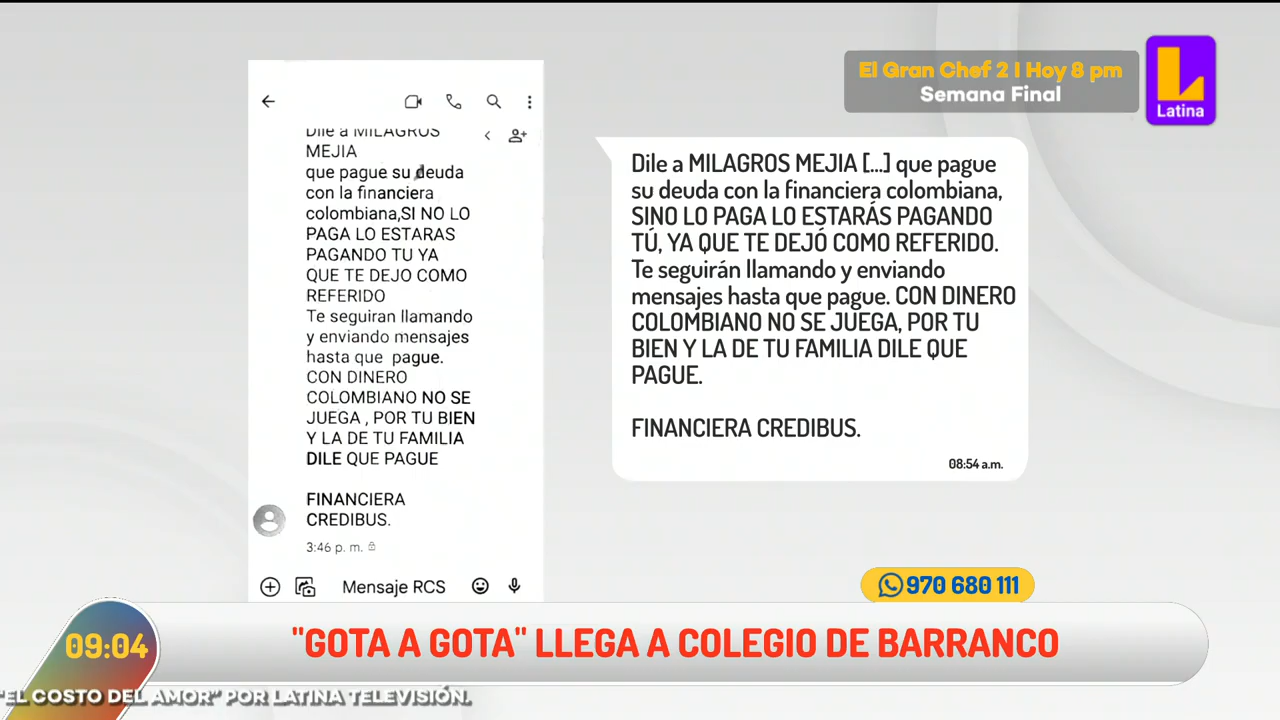 El Gran Chef 2 | Hoy 8 pm
Semana Final
Latina
Dile a MILAGROS
MEJIA
que pague su deuda
con la financiera
colombiana,SI NO LO
PAGA LO ESTARAS
PAGANDO TU YA
QUE TE DEJO COMO
REFERIDO
Te seguiran llamando
y enviando mensajes
hasta que pague.
CON DINERO
COLOMBIANO NO SE
JUEGA , POR TU BIEN
Y LA DE TU FAMILIA
DILE QUE PAGUE
FINANCIERA
CREDIBUS.
3:46 p. m.
Mensaje RCS
Dile a MILAGROS MEJIA [...] que pague
su deuda con la financiera colombiana,
SINO LO PAGA LO ESTARÁS PAGANDO
TÚ, YA QUE TE DEJÓ COMO REFERIDO.
Te seguirán llamando y enviando
mensajes hasta que pague. CON DINERO
COLOMBIANO NO SE JUEGA, POR TU
BIEN Y LA DE TU FAMILIA DILE QUE
PAGUE.
FINANCIERA CREDIBUS.
08:54 a.m.
970 680 111
09:04
"GOTA A GOTA" LLEGA A COLEGIO DE BARRANCO
"EL COSTO DEL AMOR" POR LATINA TELEVISIÓN.